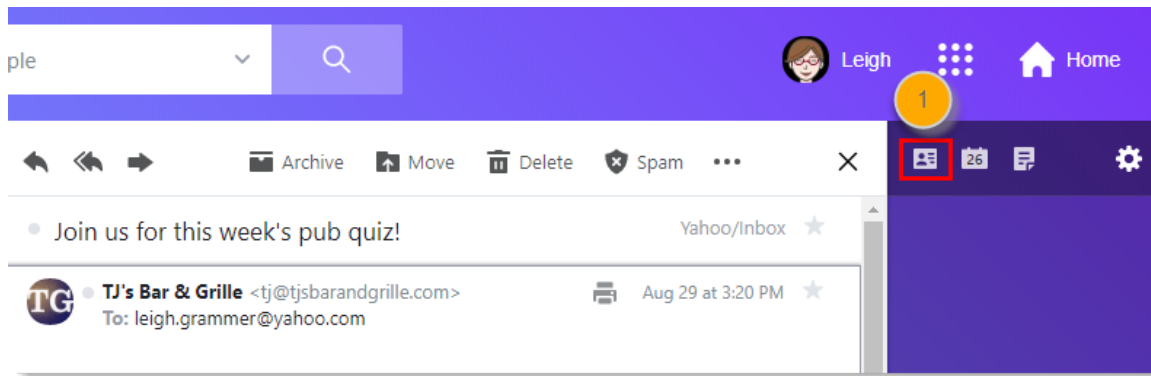 ple
Leigh
Home
1
Archive
Move
Delete
Spam
26
Join us for this week's pub quiz!
Yahoo/Inbox
TG
TJ's Bar & Grille <tj@tjsbarandgrille.com>
Aug 29 at 3:20 PM
To: leigh.grammer@yahoo.com